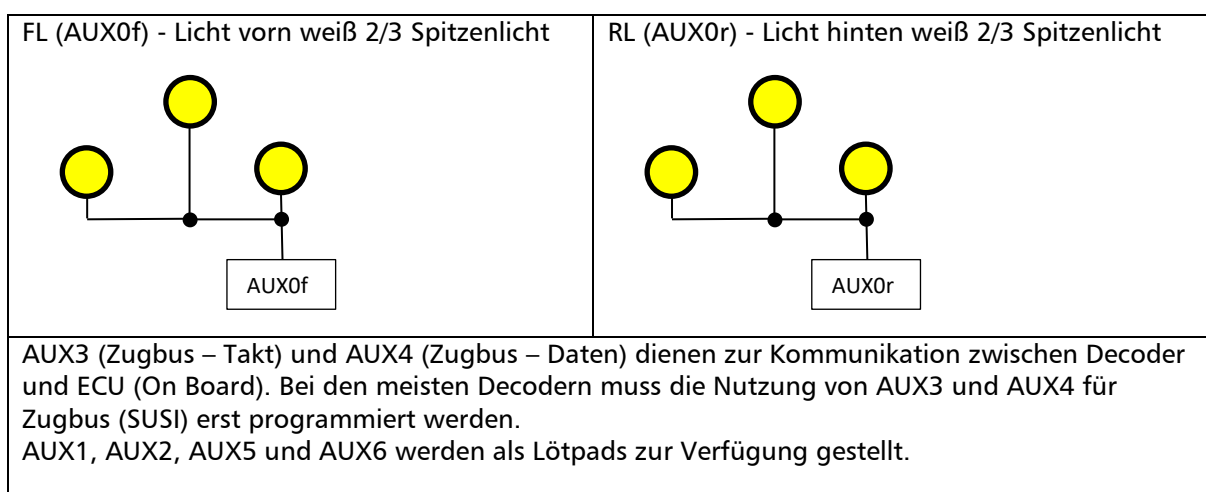 FL (AUX0f) - Licht vorn weiß 2/3 Spitzenlicht
RL (AUX0r) - Licht hinten weiß 2/3 Spitzenlicht
AUX0f
AUX0r
AUX3 (Zugbus – Takt) und AUX4 (Zugbus – Daten) dienen zur Kommunikation zwischen Decoder
und ECU (On Board). Bei den meisten Decodern muss die Nutzung von AUX3 und AUX4 für
Zugbus (SUSI) erst programmiert werden.
AUX1, AUX2, AUX5 und AUX6 werden als Lötpads zur Verfügung gestellt.